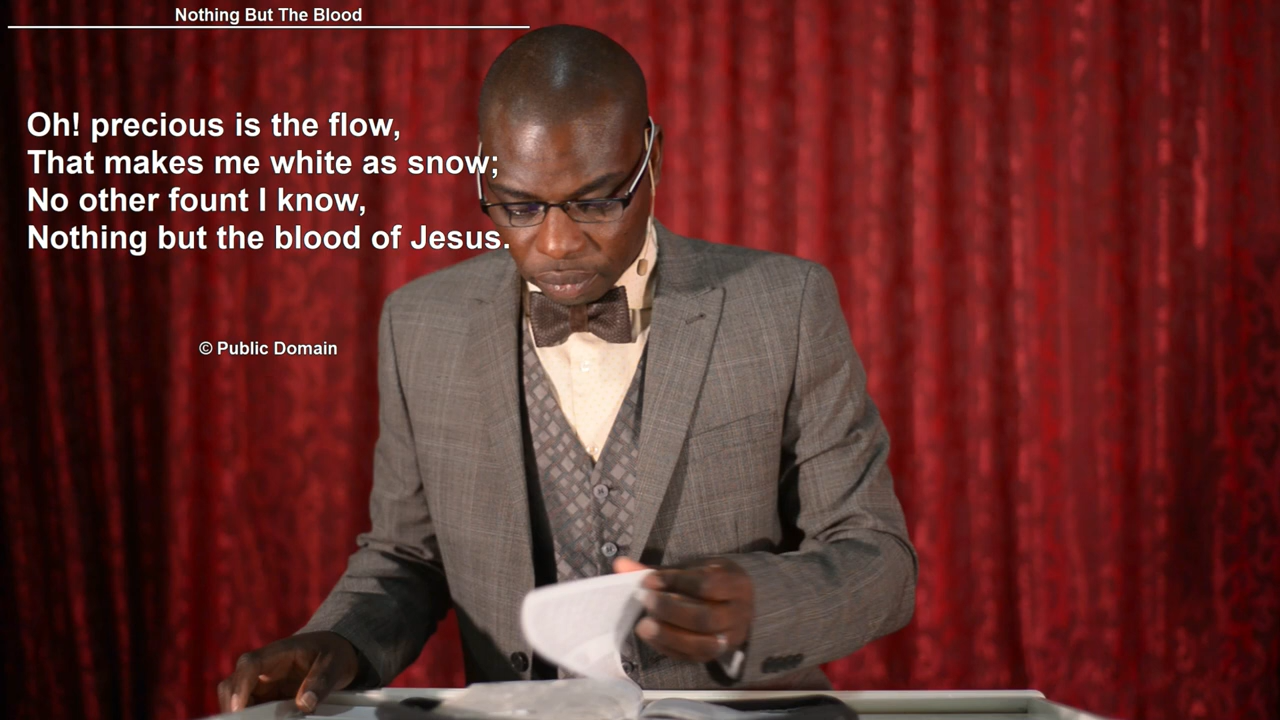 Nothing But The Blood
Oh! precious is the flow,
That makes me white as snow;
No other fount I know,
Nothing but the blood of Jesus.
© Public Domain